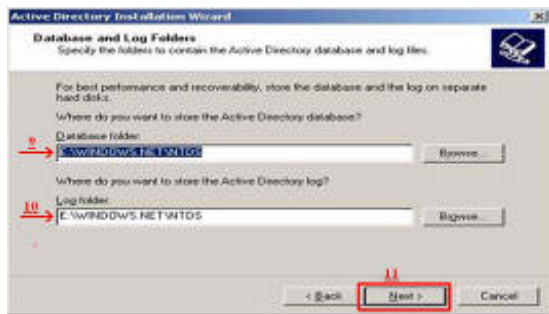 Active Directory Installation Wizard
Database and Log Folders
Specify the folders to contain the Active Directory database and log files.
For best performance and recoverability, store the database and the log on separate
hard disks.
Where do you want to store the Active Directory database?
Database folder:
9
E:\WINDOWS.NET\NTDS
Browse...
Where do you want to store the Active Directory log?
Log folder:
10
E:\WINDOWS.NET\NTDS
Browse...
11
< Back
Next >
Cancel